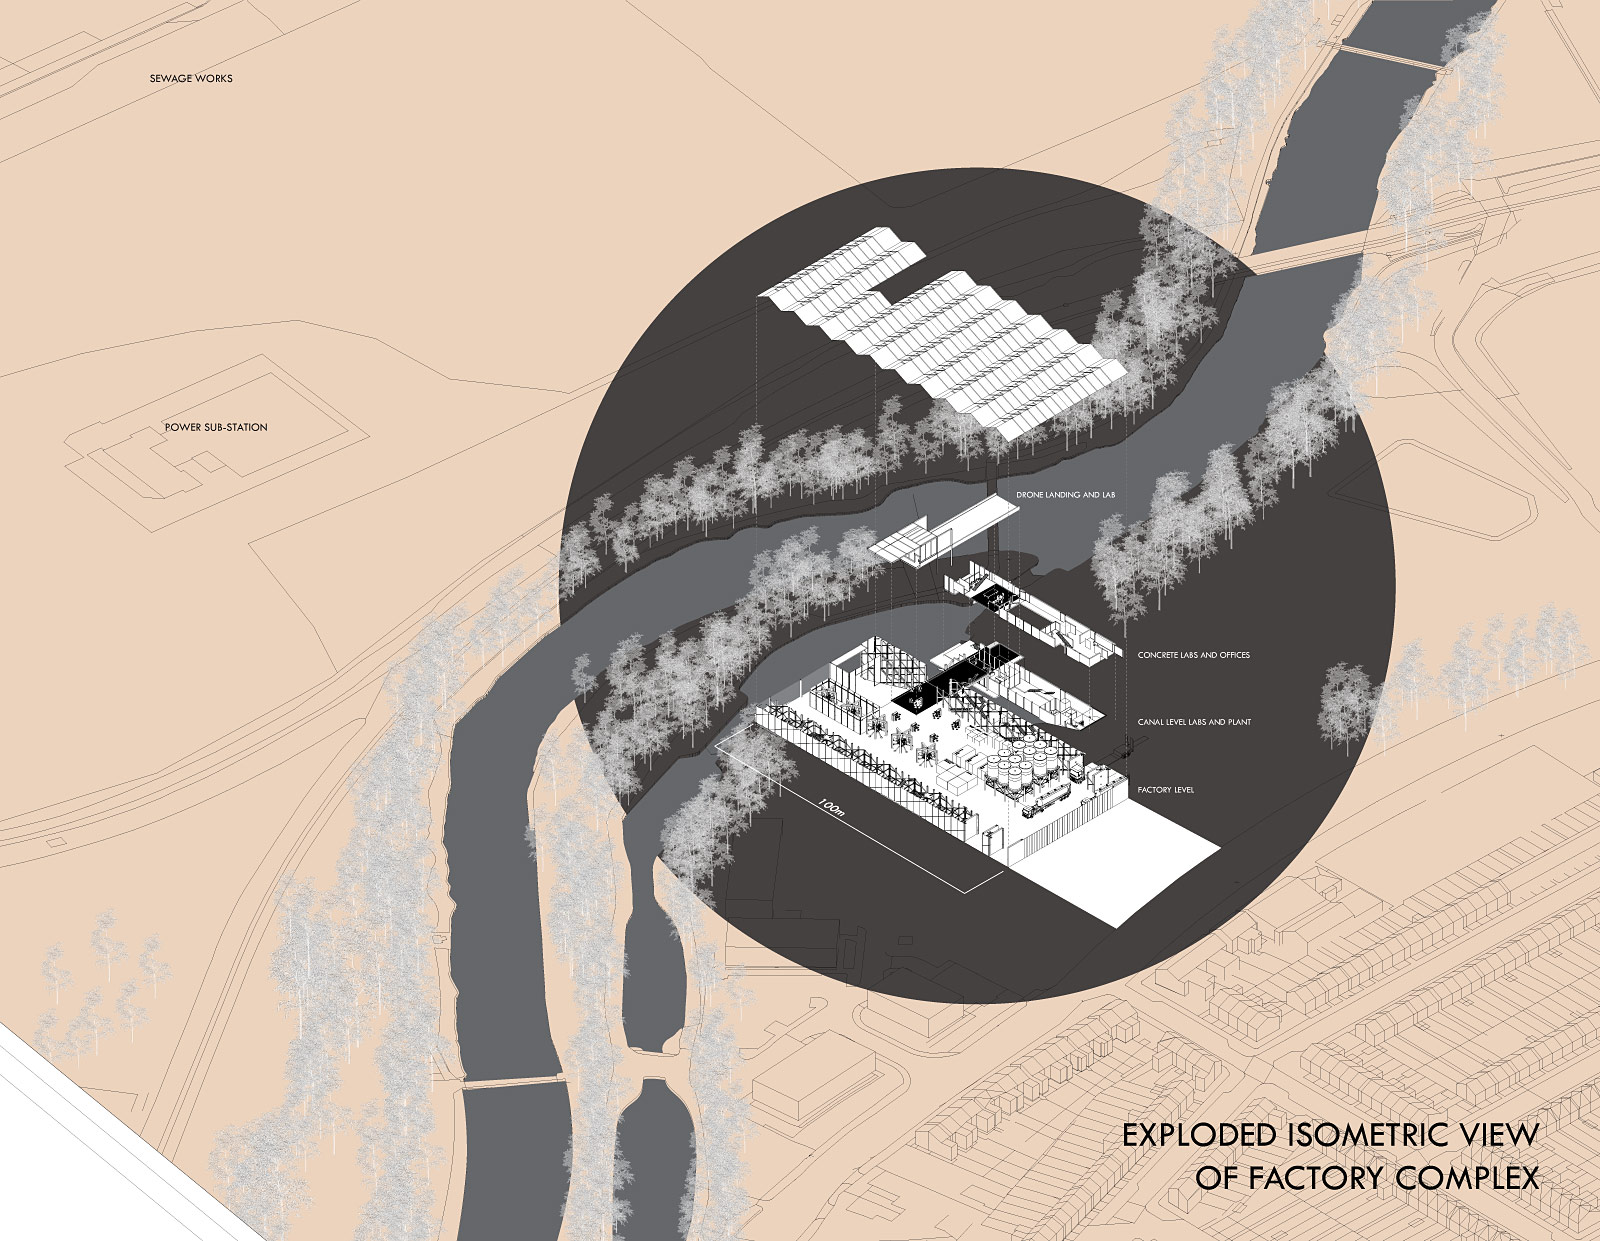 SEWAGE WORKS
POWER SUB-STATION
DRONE LANDING AND LAB
CONCRETE LABS AND OFFICES
CANAL LEVEL LABS AND PLANT
FACTORY LEVEL
100m
EXPLODED ISOMETRIC VIEW
OF FACTORY COMPLEX